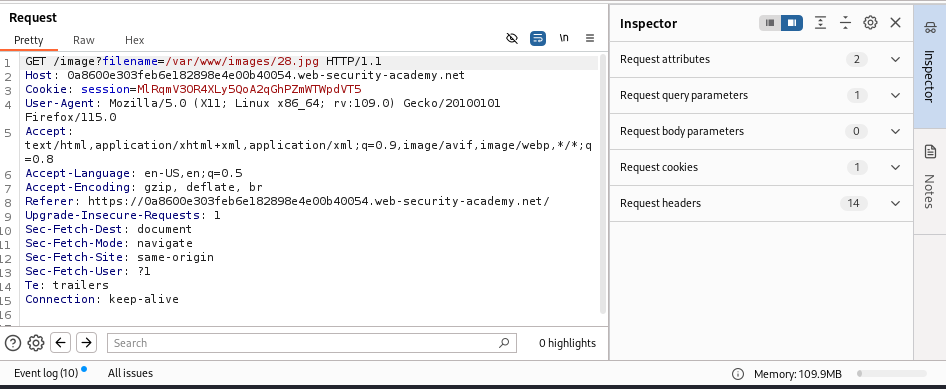 Request
Pretty Raw Hex
\n
1 GET /image?filename=/var/www/images/28.jpg HTTP/1.1
2 Host: 0a8600e303feb6e182898e4e00b40054.web-security-academy.net
3 Cookie: session=MlRqmV3OR4XLy5QoA2qGhPZmWTWpdVT5
4 User-Agent: Mozilla/5.0 (X11; Linux x86_64; rv:109.0) Gecko/20100101
Firefox/115.0
5 Accept:
text/html,application/xhtml+xml,application/xml;q=0.9,image/avif,image/webp,*/*;q
=0.8
6 Accept-Language: en-US,en;q=0.5
7 Accept-Encoding: gzip, deflate, br
8 Referer: https://0a8600e303feb6e182898e4e00b40054.web-security-academy.net/
9 Upgrade-Insecure-Requests: 1
10 Sec-Fetch-Dest: document
11 Sec-Fetch-Mode: navigate
12 Sec-Fetch-Site: same-origin
13 Sec-Fetch-User: ?1
14 Te: trailers
15 Connection: keep-alive
16
Search
0 highlights
Inspector
Request attributes 2
Request query parameters 1
Request body parameters 0
Request cookies 1
Request headers 14
Inspector
Notes
Event log (10) All issues
Memory: 109.9MB